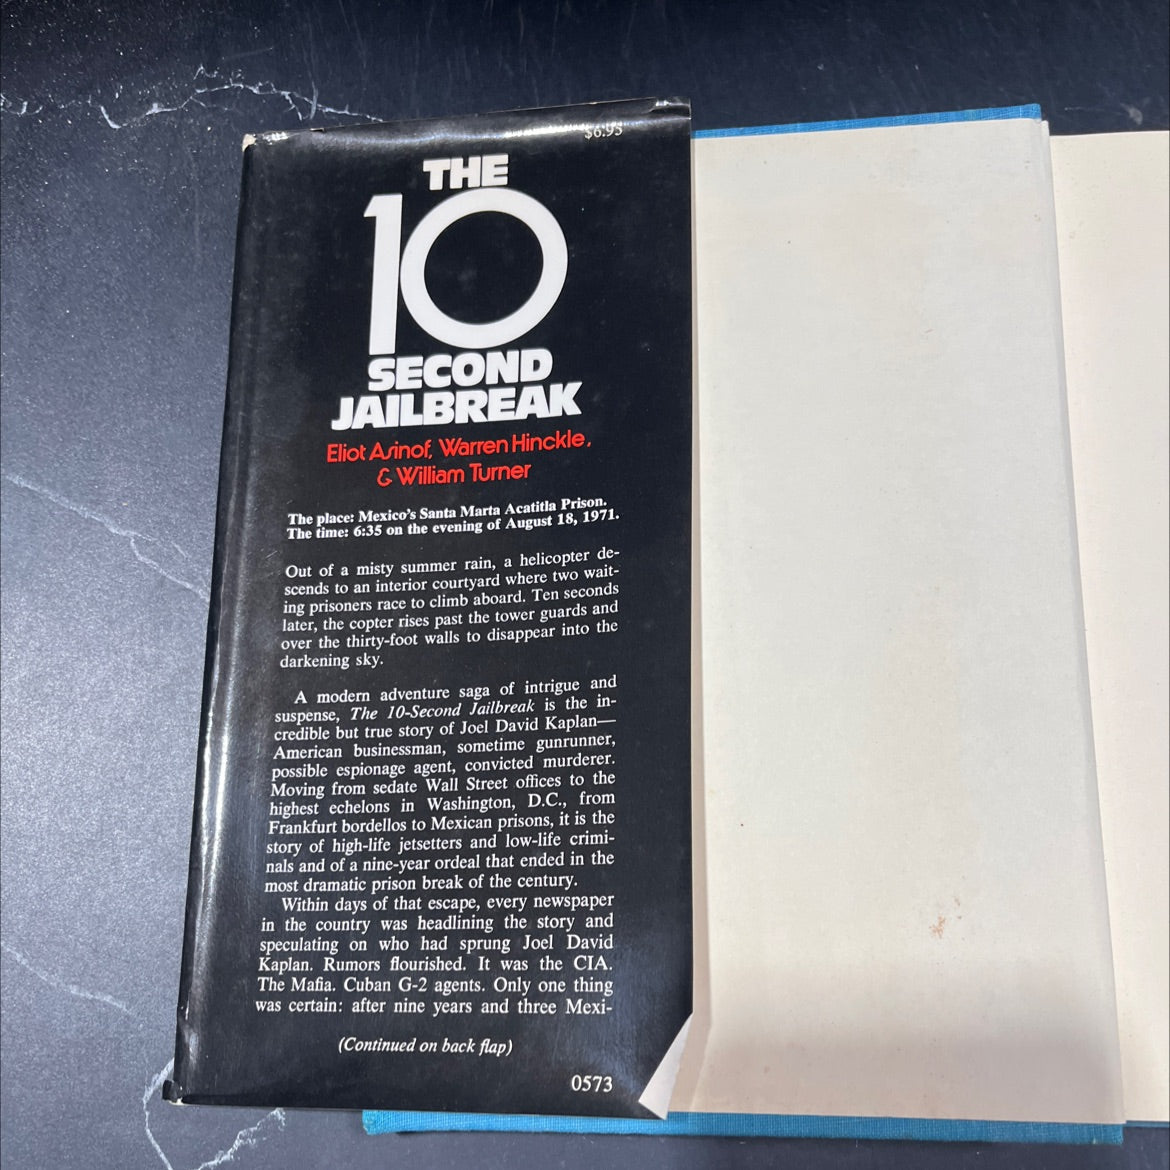 $6.95
THE
10
SECOND
JAILBREAK
Eliot Asinof, Warren Hinckle,
& William Turner
The place: Mexico's Santa Marta Acatitla Prison.
The time: 6:35 on the evening of August 18, 1971.
Out of a misty summer rain, a helicopter de-
scends to an interior courtyard where two wait-
ing prisoners race to climb aboard. Ten seconds
later, the copter rises past the tower guards and
over the thirty-foot walls to disappear into the
darkening sky.
A modern adventure saga of intrigue and
suspense, The 10-Second Jailbreak is the in-
credible but true story of Joel David Kaplan—
American businessman, sometime gunrunner,
possible espionage agent, convicted murderer.
Moving from sedate Wall Street offices to the
highest echelons in Washington, D.C., from
Frankfurt bordellos to Mexican prisons, it is the
story of high-life jetsetters and low-life crimi-
nals and of a nine-year ordeal that ended in the
most dramatic prison break of the century.
Within days of that escape, every newspaper
in the country was headlining the story and
speculating on who had sprung Joel David
Kaplan. Rumors flourished. It was the CIA.
The Mafia. Cuban G-2 agents. Only one thing
was certain: after nine years and three Mexi-
(Continued on back flap)
0573